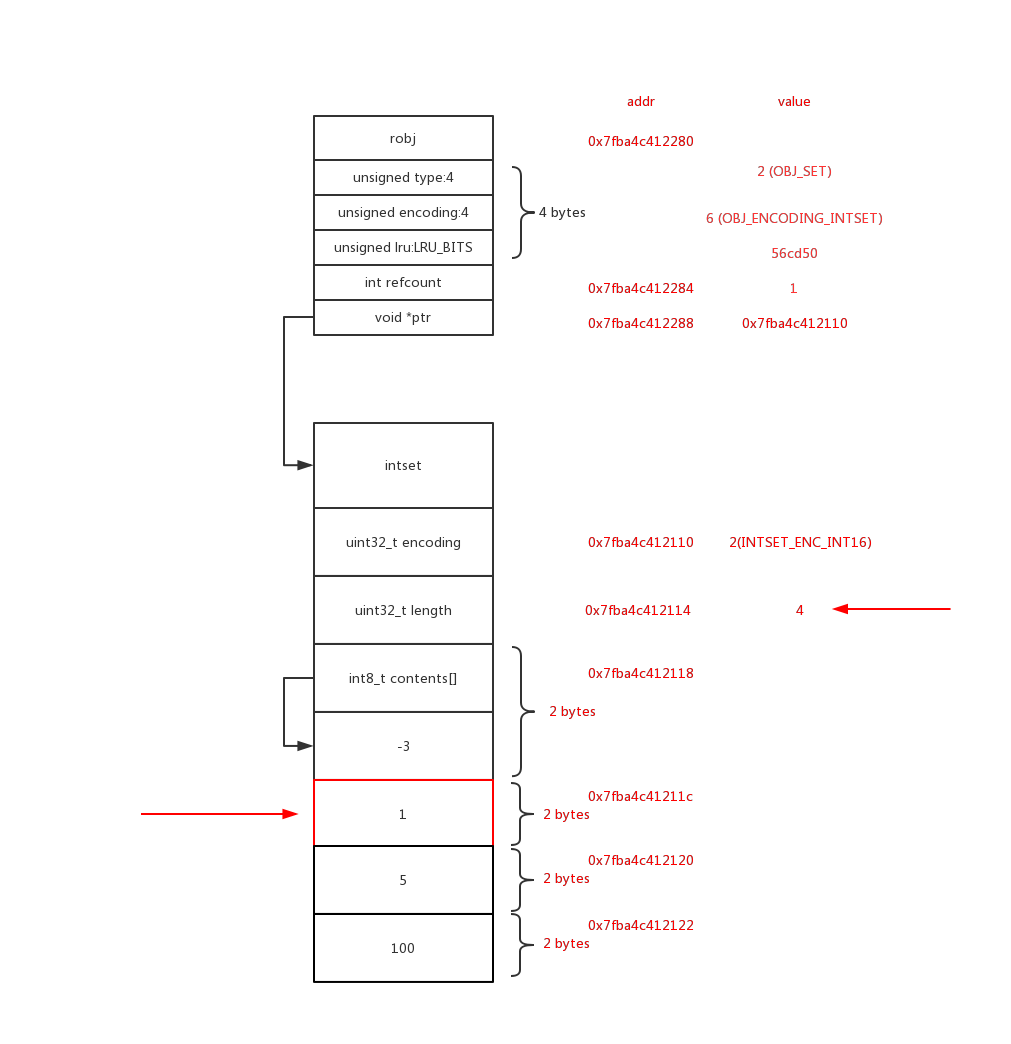 addr value
robj 0x7fba4c412280
unsigned type:4 2 (OBJ_SET)
unsigned encoding:4 4 bytes 6 (OBJ_ENCODING_INTSET)
unsigned lru:LRU_BITS 56cd50
int refcount 0x7fba4c412284 1
void *ptr 0x7fba4c412288 0x7fba4c412110
intset
uint32_t encoding 0x7fba4c412110 2(INTSET_ENC_INT16)
uint32_t length 0x7fba4c412114 4
int8_t contents[] 0x7fba4c412118
2 bytes
-3
0x7fba4c41211c
1 2 bytes
0x7fba4c412120
5 2 bytes
0x7fba4c412122
100 2 bytes